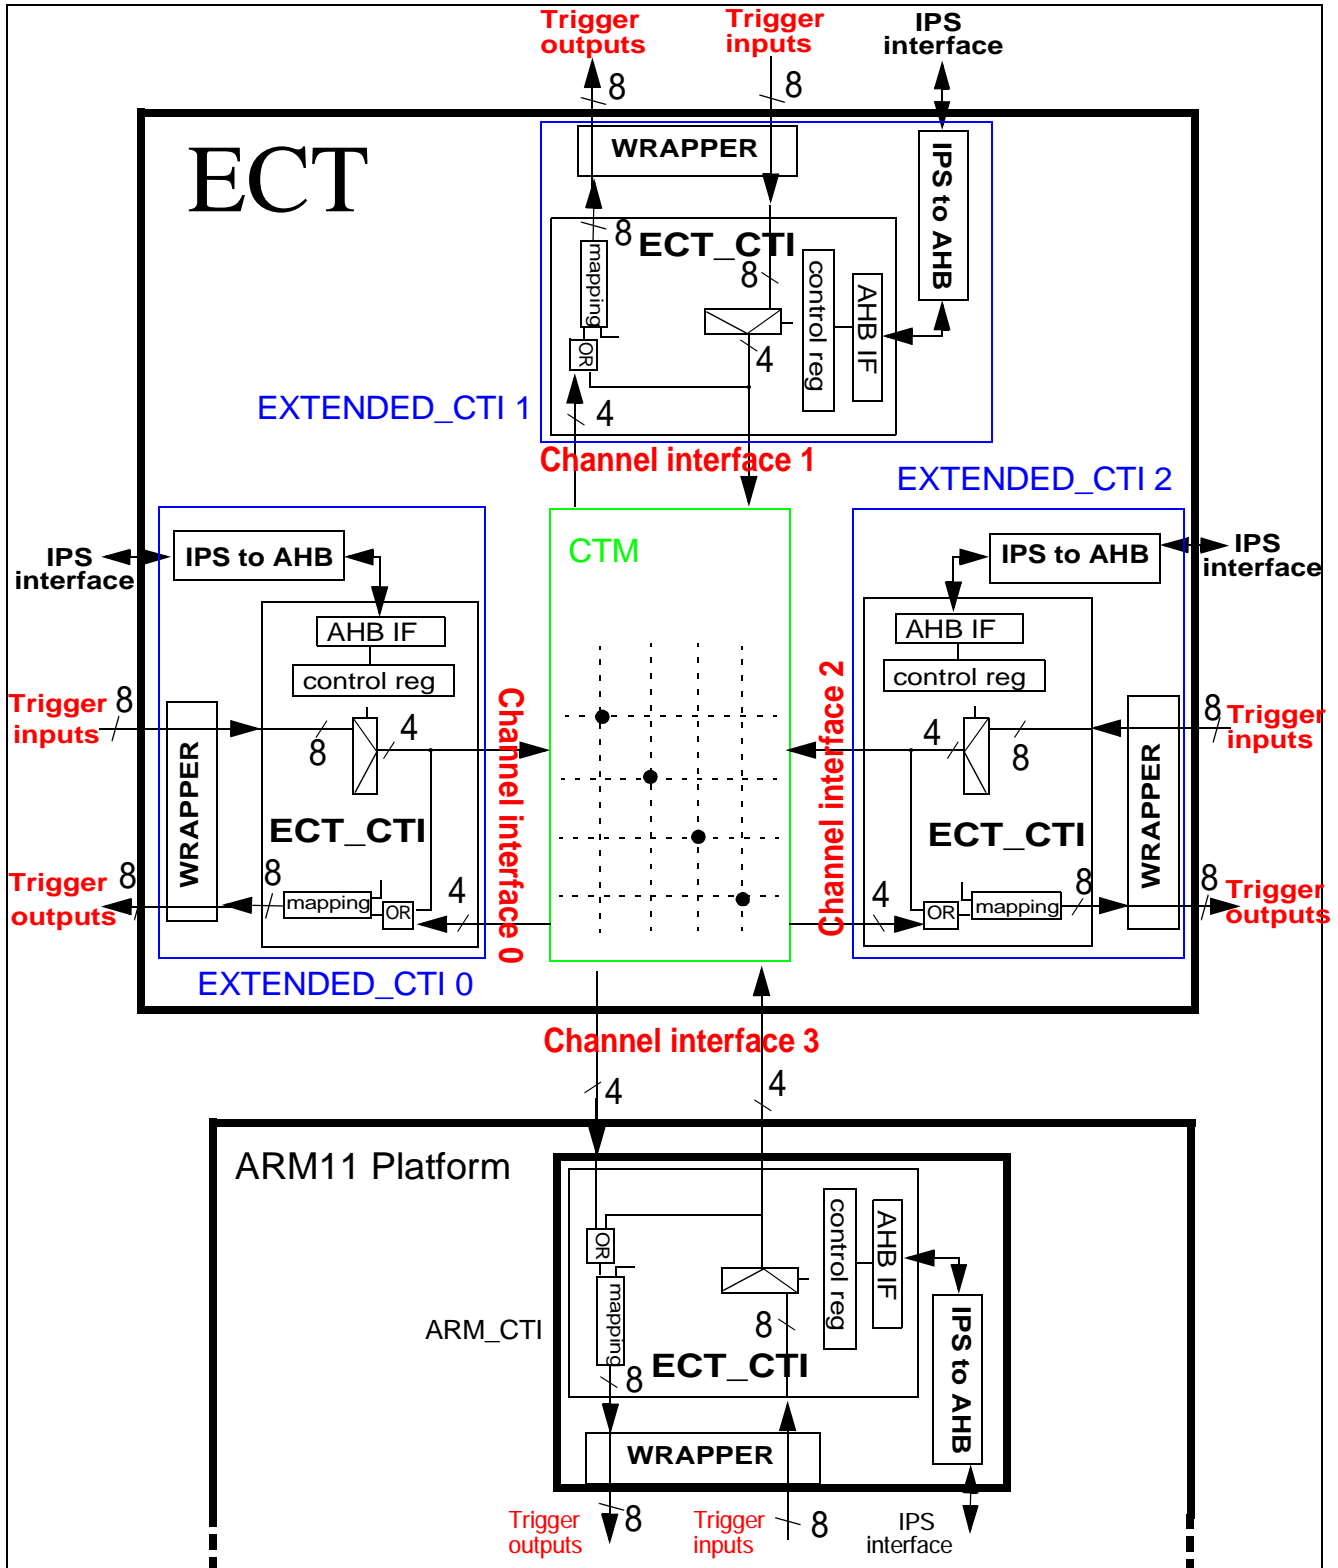 Trigger
outputs
Trigger
inputs
IPS
interface
8
8
ECT
WRAPPER
IPS to AHB
8
ECT_CTI
8
mapping
control reg
AHB IF
OR
4
4
EXTENDED_CTI 1
Channel interface 1
EXTENDED_CTI 2
IPS
interface
IPS to AHB
CTM
IPS to AHB
IPS
interface
AHB IF
control reg
AHB IF
control reg
Trigger
inputs
8
WRAPPER
8
4
Channel interface 0
Channel interface 2
4
8
WRAPPER
8
Trigger
inputs
ECT_CTI
ECT_CTI
Trigger
outputs
8
8
mapping
OR
4
4
OR
mapping
8
8
Trigger
outputs
EXTENDED_CTI 0
Channel interface 3
4
4
ARM11 Platform
OR
mapping
control reg
AHB IF
IPS to AHB
ARM_CTI
8
ECT_CTI
8
WRAPPER
8
8
Trigger
outputs
Trigger
inputs
IPS
interface